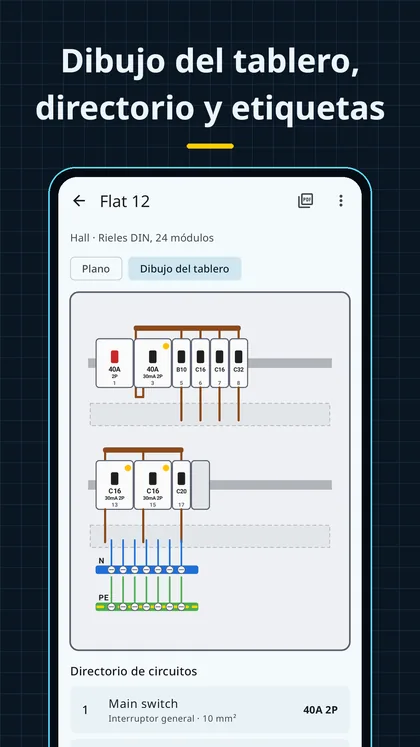 Dibujo del tablero,
directorio y etiquetas
Flat 12
PDF
Hall · Rieles DIN, 24 módulos
Plano
Dibujo del tablero
40A
2P
1
40A
30mA 2P
3
B10
5
C16
6
C16
7
C32
8
C16
30mA 2P
13
C16
30mA 2P
15
C20
17
N
PE
Directorio de circuitos
1
Main switch
Interruptor general · 10 mm²
40A 2P